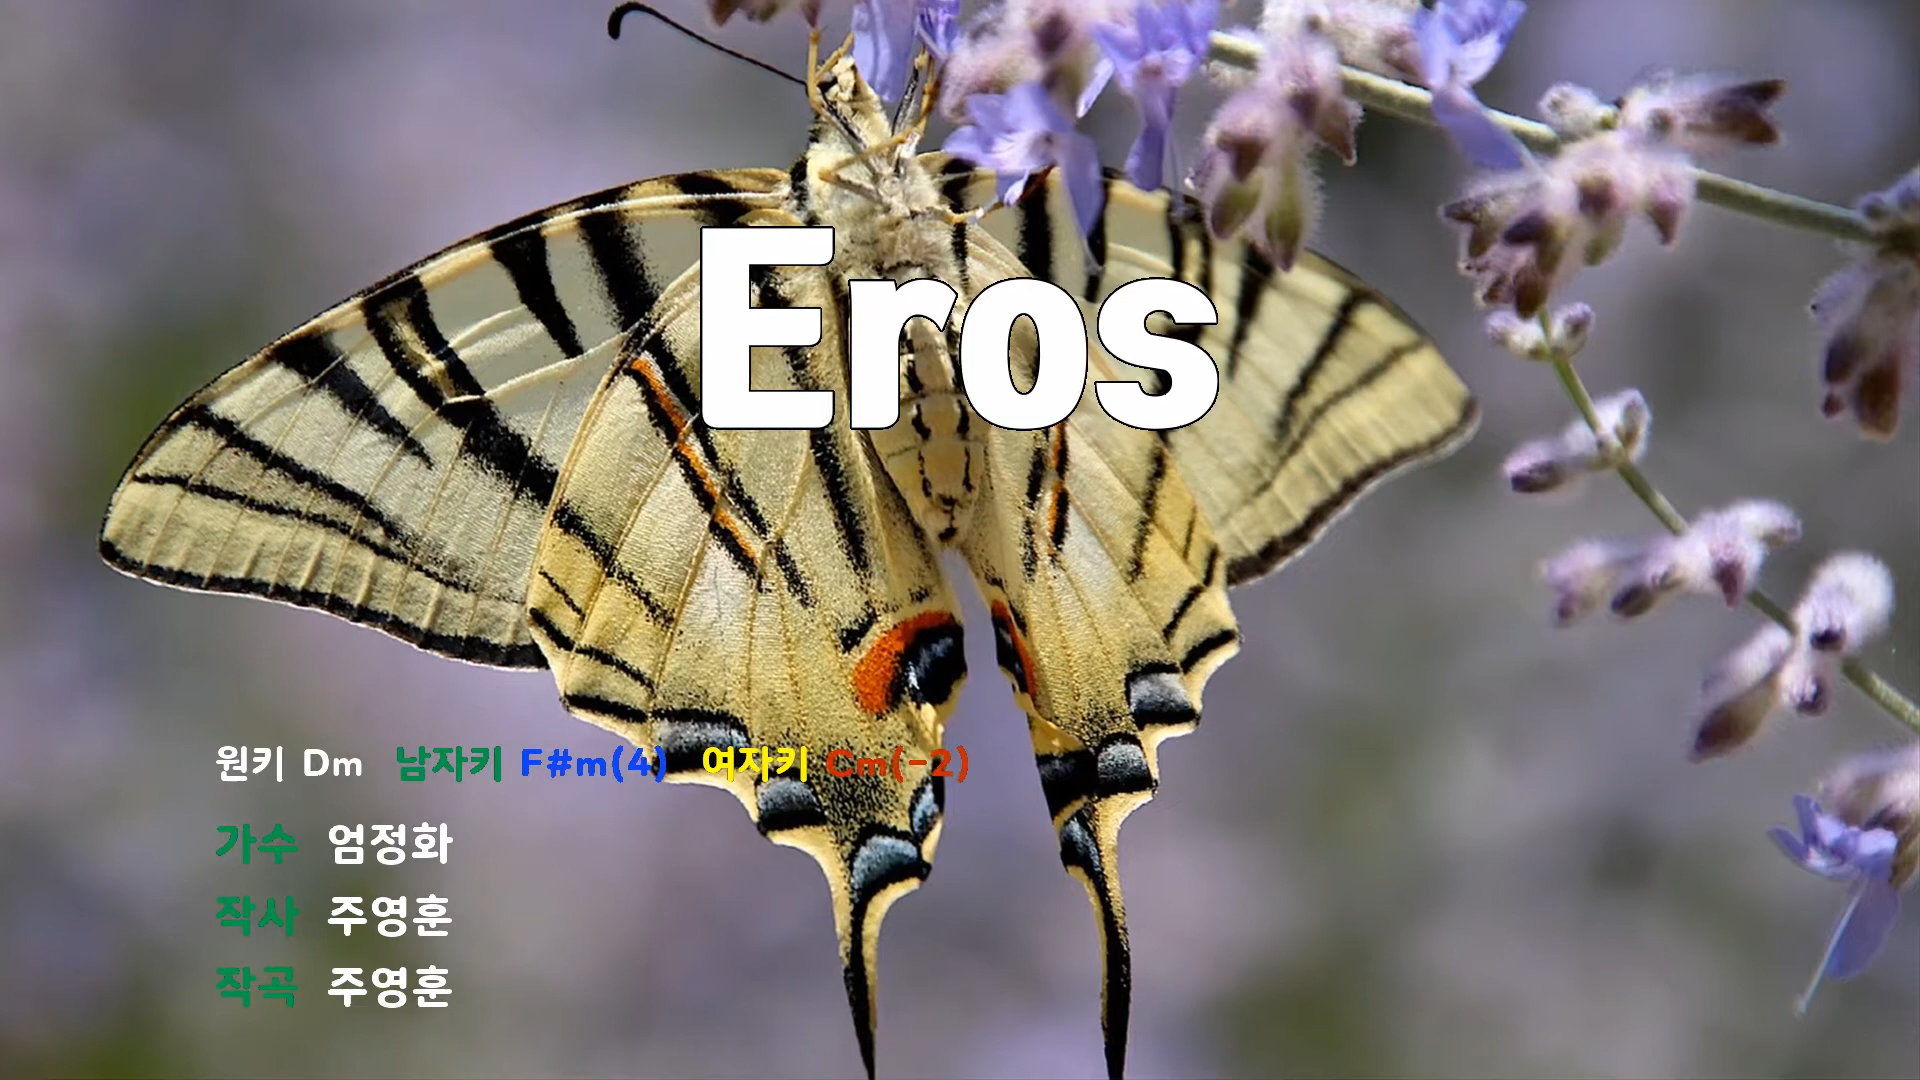 Eros
원키 Dm 남자키 F#m(4) 여자키 Cm(-2)
가수 엄정화
작사 주영훈
작곡 주영훈